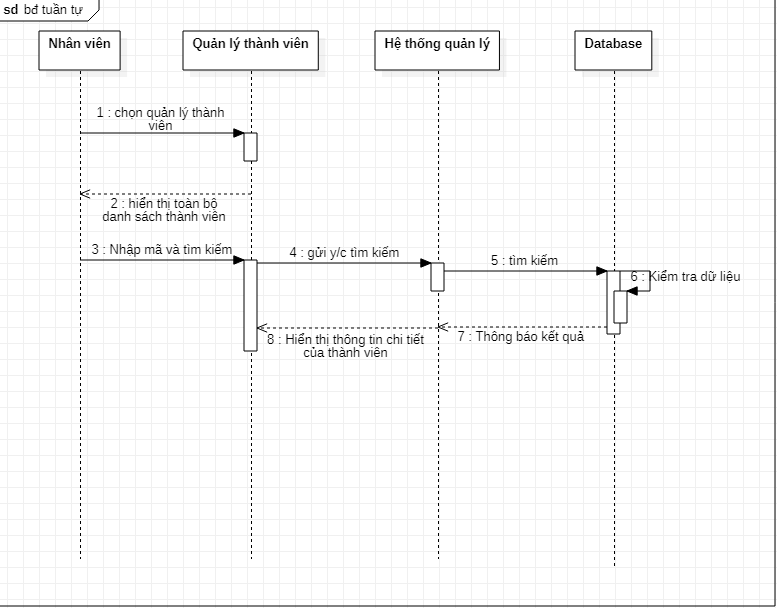 sd bđ tuần tự
Nhân viên
Quản lý thành viên
Hệ thống quản lý
Database
1 : chọn quản lý thành
viên
2 : hiển thị toàn bộ
danh sách thành viên
3 : Nhập mã và tìm kiếm
4 : gửi y/c tìm kiếm
5 : tìm kiếm
6 : Kiểm tra dữ liệu
7 : Thông báo kết quả
8 : Hiển thị thông tin chi tiết
của thành viên